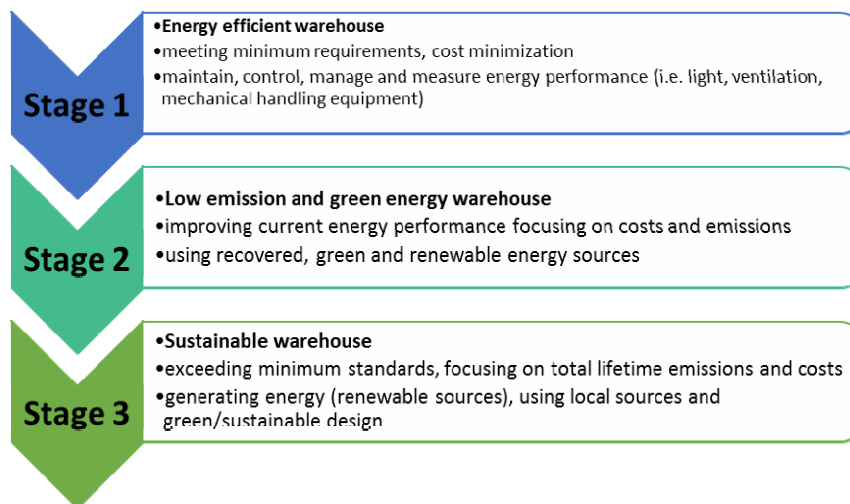 Stage 1
•Energy efficient warehouse
•meeting minimum requirements, cost minimization
•maintain, control, manage and measure energy performance (i.e. light, ventilation,
mechanical handling equipment)
Stage 2
•Low emission and green energy warehouse
•improving current energy performance focusing on costs and emissions
•using recovered, green and renewable energy sources
Stage 3
•Sustainable warehouse
•exceeding minimum standards, focusing on total lifetime emissions and costs
•generating energy (renewable sources), using local sources and
green/sustainable design